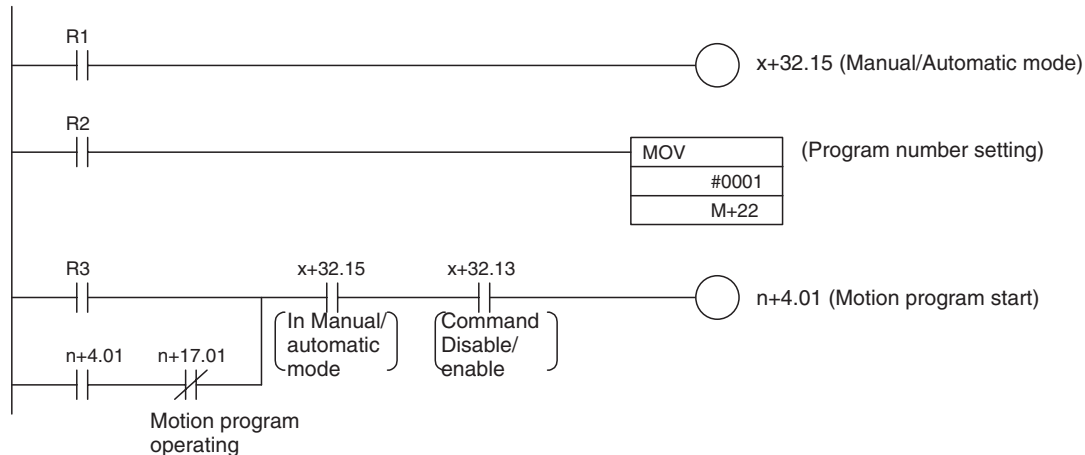 R1
x+32.15 (Manual/Automatic mode)
R2
MOV
(Program number setting)
#0001
M+22
R3
x+32.15
x+32.13
n+4.01 (Motion program start)
In Manual/
automatic
mode
Command
Disable/
enable
n+4.01
n+17.01
Motion program
operating